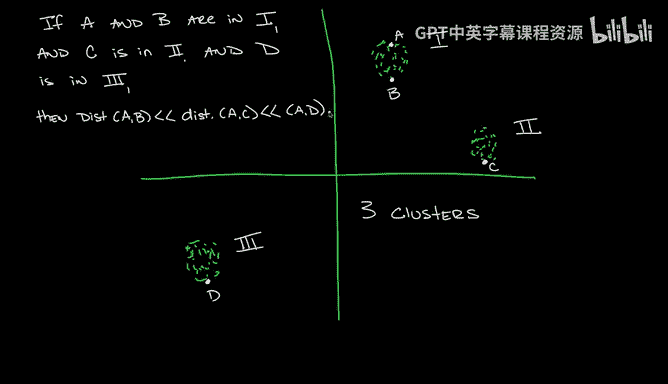 If A AND B ARE IN I,
AND C IS IN II, AND D
IS IN III,
then Dist (A,B) << dist. (A,C) << (A,D).
GPT中英字幕课程资源
bilibili
A
I
B
II
C
3 Clusters
III
D